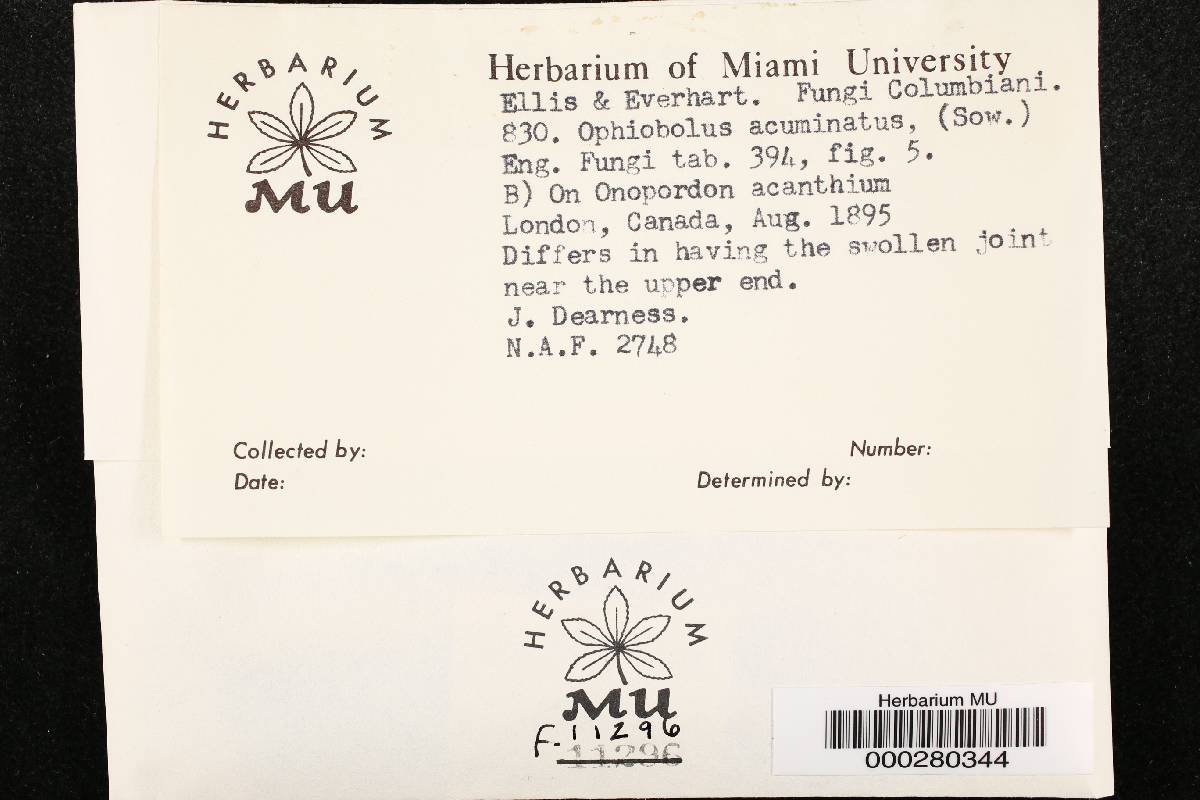 HERBARIUM
MU
Herbarium of Miami University
Ellis & Everhart. Fungi Columbiani.
830. Ophiobolus acuminatus, (Sow.)
Eng. Fungi tab. 394, fig. 5.
B) On Onopordon acanthium
London, Canada, Aug. 1895
Differs in having the swollen joint
near the upper end.
J. Dearness.
N.A.F. 2748
Collected by:
Number:
Date:
Determined by:
HERBARIUM
MU
F-11296
11296
Herbarium MU
000280344